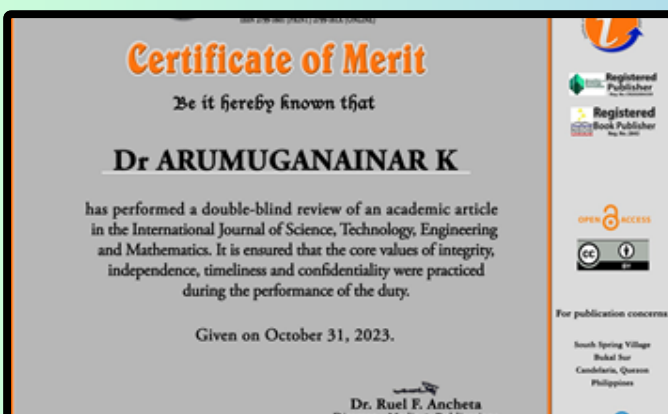 Certificate of Merit
Be it hereby known that
Dr ARUMUGANAINAR K
has performed a double-blind review of an academic article
in the International Journal of Science, Technology, Engineering
and Mathematics. It is ensured that the core values of integrity,
independence, timeliness and confidentiality were practiced
during the performance of the duty.
Given on October 31, 2023.
Dr. Ruel F. Ancheta
Registered
Publisher
Registered
Book Publisher
OPEN ACCESS
cc
BY
For publication concerns
South Spring Village
Bukal Sur
Candelaria, Quezon
Philippines